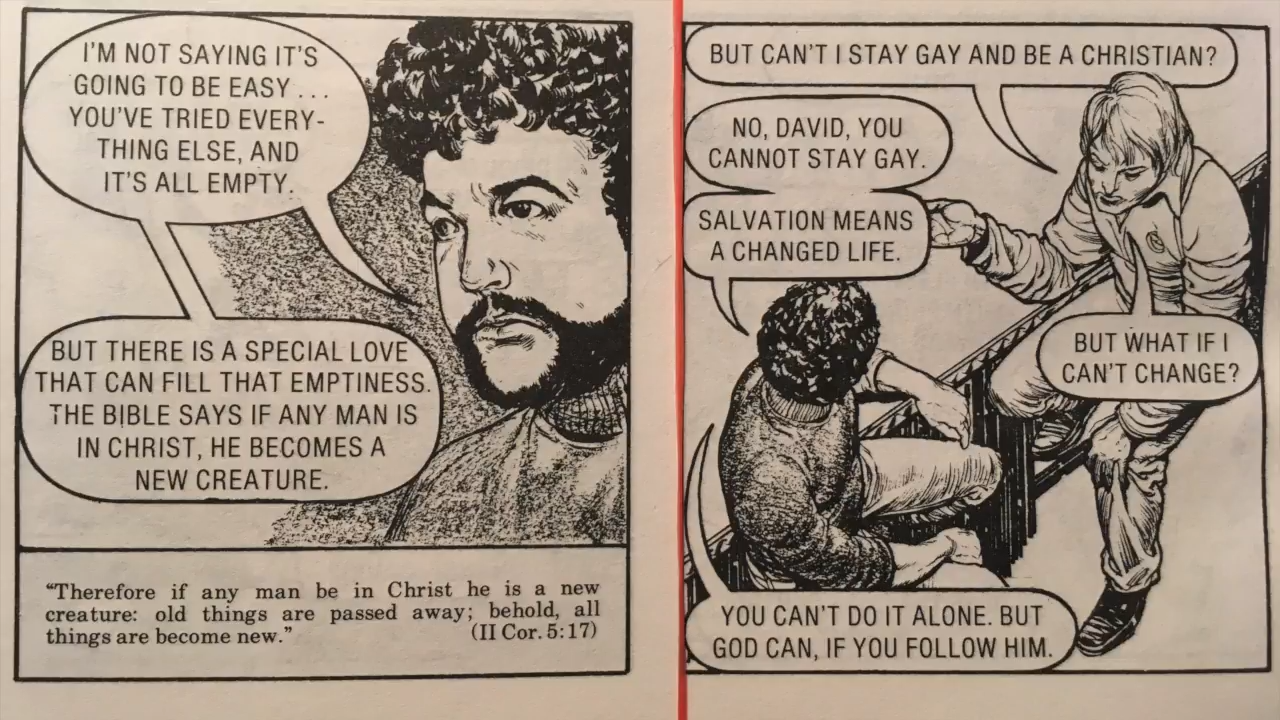 I'M NOT SAYING IT'S
GOING TO BE EASY ...
YOU'VE TRIED EVERY-
THING ELSE, AND
IT'S ALL EMPTY.
BUT THERE IS A SPECIAL LOVE
THAT CAN FILL THAT EMPTINESS.
THE BIBLE SAYS IF ANY MAN IS
IN CHRIST, HE BECOMES A
NEW CREATURE.
"Therefore if any man be in Christ he is a new
creature: old things are passed away; behold, all
things are become new." (II Cor. 5:17)
BUT CAN'T I STAY GAY AND BE A CHRISTIAN?
NO, DAVID, YOU
CANNOT STAY GAY.
SALVATION MEANS
A CHANGED LIFE.
BUT WHAT IF I
CAN'T CHANGE?
YOU CAN'T DO IT ALONE. BUT
GOD CAN, IF YOU FOLLOW HIM.